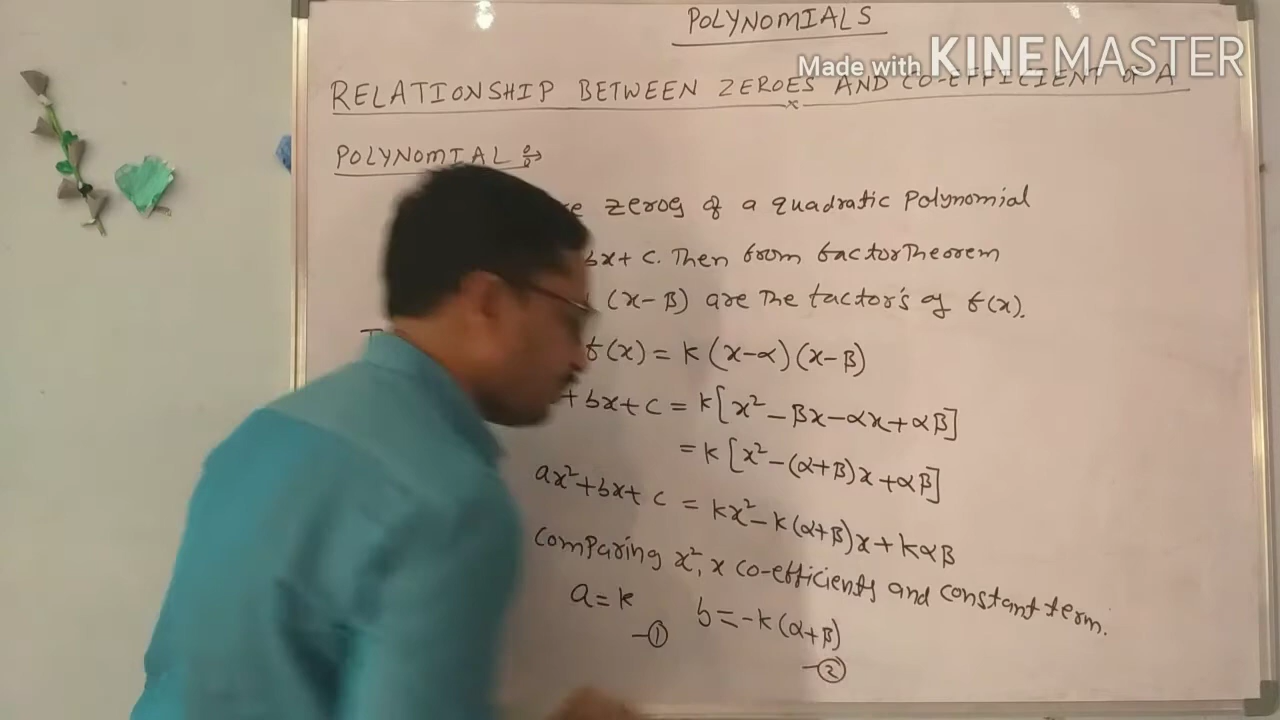 POLYNOMIALS
Made with KINEMASTER
RELATIONSHIP BETWEEN ZEROES AND CO-EFFICIENT OF A
POLYNOMIAL
zeros of a quadratic Polynomial
bx+c. Then from factor Theorem
(x-β) are The factor's of f(x).
f(x) = k(x-α)(x-β)
+bx+c = k[x²-βx-αx+αβ]
= k[x²-(α+β)x+αβ]
ax²+bx+c = kx²-k(α+β)x+kαβ
comparing x², x co-efficients and constant term.
a=k b=-k(α+β)
-① -②